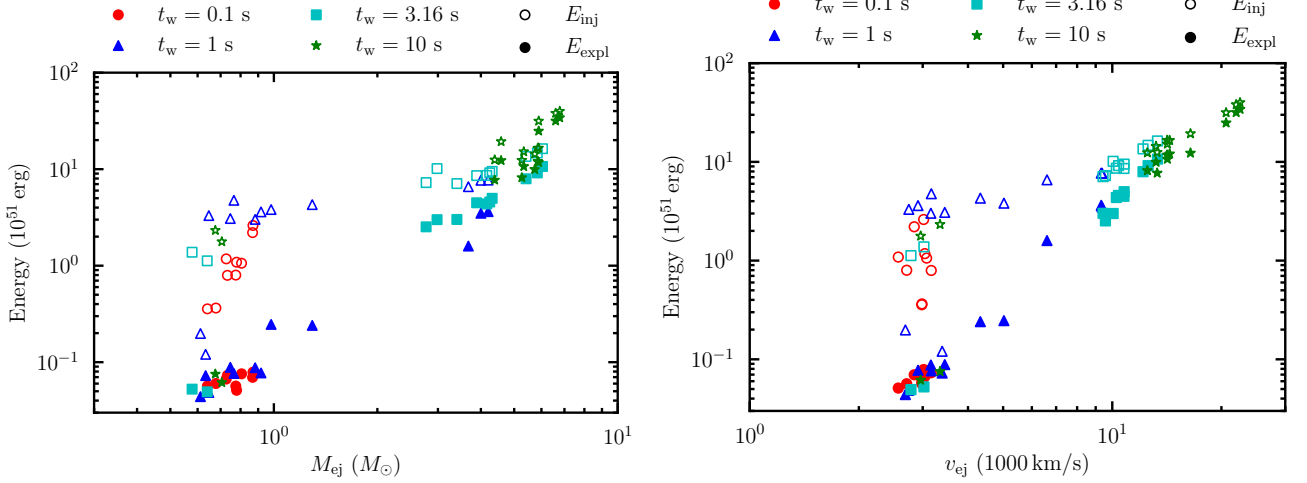 t_w = 0.1 s t_w = 3.16 s E_inj
t_w = 1 s t_w = 10 s E_expl
10^2
10^1
10^0
10^−1
Energy (10^51 erg)
10^0 10^1
M_ej (M_⊙)
t_w = 0.1 s t_w = 3.16 s E_inj
t_w = 1 s t_w = 10 s E_expl
10^2
10^1
10^0
10^−1
Energy (10^51 erg)
10^0 10^1
v_ej (1000 km/s)